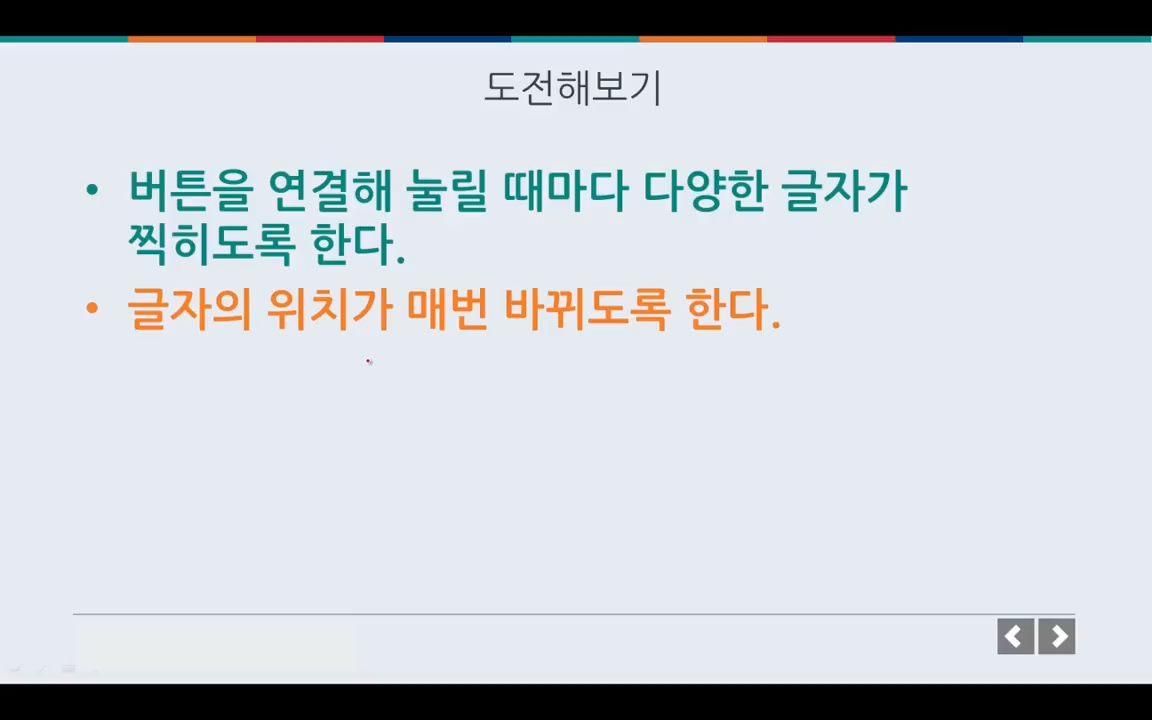 도전해보기
• 버튼을 연결해 눌릴 때마다 다양한 글자가
찍히도록 한다.
• 글자의 위치가 매번 바뀌도록 한다.